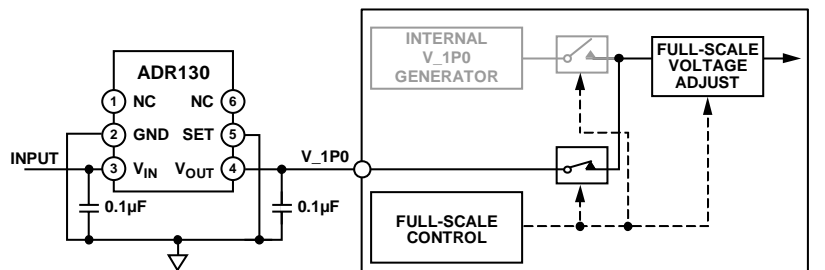 INTERNAL
V_1P0
GENERATOR
FULL-SCALE
VOLTAGE
ADJUST
ADR130
1 NC NC 6
2 GND SET 5
INPUT
3 VIN VOUT 4
V_1P0
0.1µF
0.1µF
FULL-SCALE
CONTROL